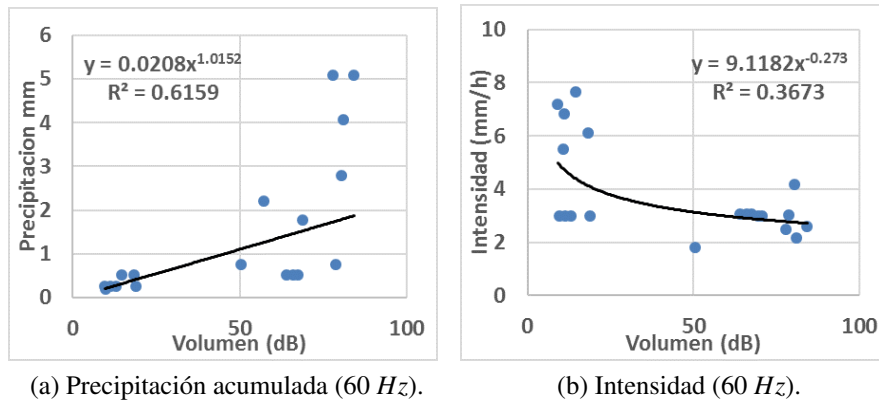 6
5
4
3
2
1
0
Precipitacion mm
y = 0.0208x^1.0152
R² = 0.6159
0 50 100
Volumen (dB)
(a) Precipitación acumulada (60 Hz).
10
8
6
4
2
0
Intensidad (mm/h)
y = 9.1182x^-0.273
R² = 0.3673
0 50 100
Volumen (dB)
(b) Intensidad (60 Hz).